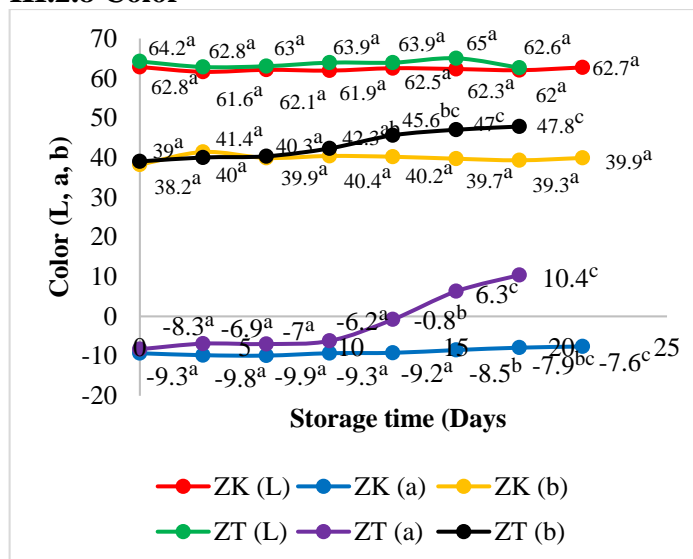 Color
70
60
50
40
30
20
10
0
-10
-20
Color (L, a, b)
64.2ᵃ 62.8ᵃ 63ᵃ 63.9ᵃ 63.9ᵃ 65ᵃ 62.6ᵃ
62.8ᵃ 61.6ᵃ 62.1ᵃ 61.9ᵃ 62.5ᵃ 62.3ᵃ 62ᵃ 62.7ᵃ
39ᵃ 41.4ᵃ 40.3ᵃ 42.3ᵃᵇ 45.6ᵇᶜ 47ᶜ 47.8ᶜ
38.2ᵃ 40ᵃ 39.9ᵃ 40.4ᵃ 40.2ᵃ 39.7ᵃ 39.3ᵃ 39.9ᵃ
-8.3ᵃ -6.9ᵃ -7ᵃ -6.2ᵃ -0.8ᵇ 6.3ᶜ 10.4ᶜ
0 5 10 15 20 25
-9.3ᵃ -9.8ᵃ -9.9ᵃ -9.3ᵃ -9.2ᵃ -8.5ᵇ -7.9ᵇᶜ -7.6ᶜ
Storage time (Days
ZK (L) ZK (a) ZK (b)
ZT (L) ZT (a) ZT (b)